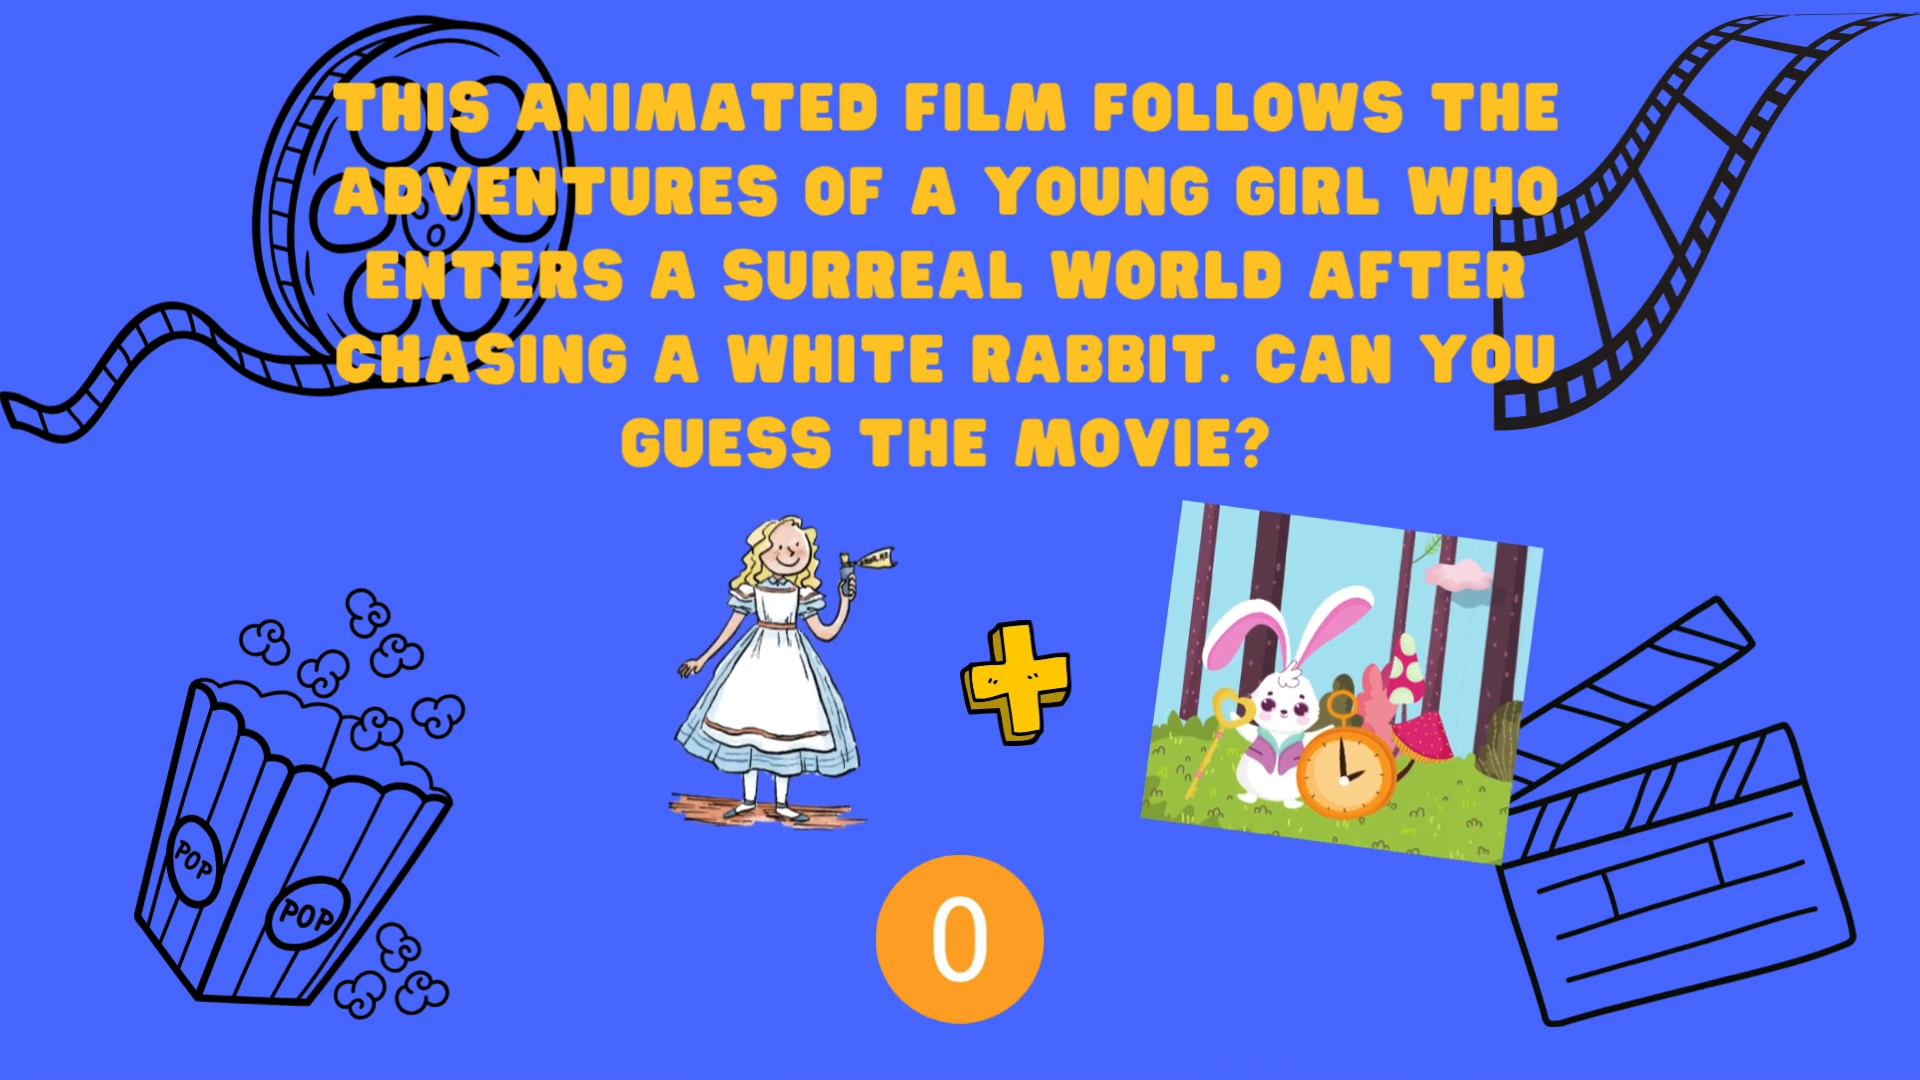 THIS ANIMATED FILM FOLLOWS THE
ADVENTURES OF A YOUNG GIRL WHO
ENTERS A SURREAL WORLD AFTER
CHASING A WHITE RABBIT. CAN YOU
GUESS THE MOVIE?
POP
POP
0